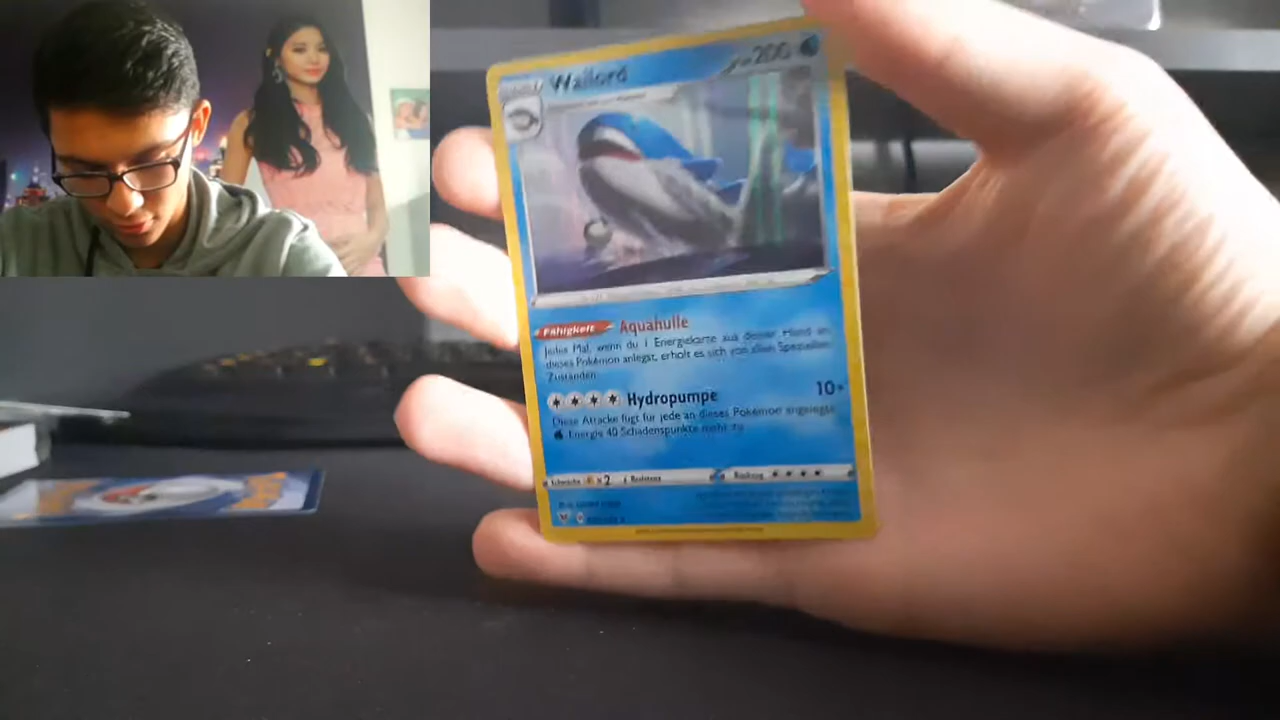 Wailord
200
Fähigkeit Aquahülle
Jedes Mal, wenn du 1 Energiekarte aus deiner Hand an
dieses Pokémon anlegst, erholt es sich von allen Speziellen
Zuständen.
Hydropumpe 10+
Diese Attacke fügt für jede an dieses Pokémon angelegte
Energie 40 Schadenspunkte mehr zu.
Schwäche ×2 Resistenz Rückzug